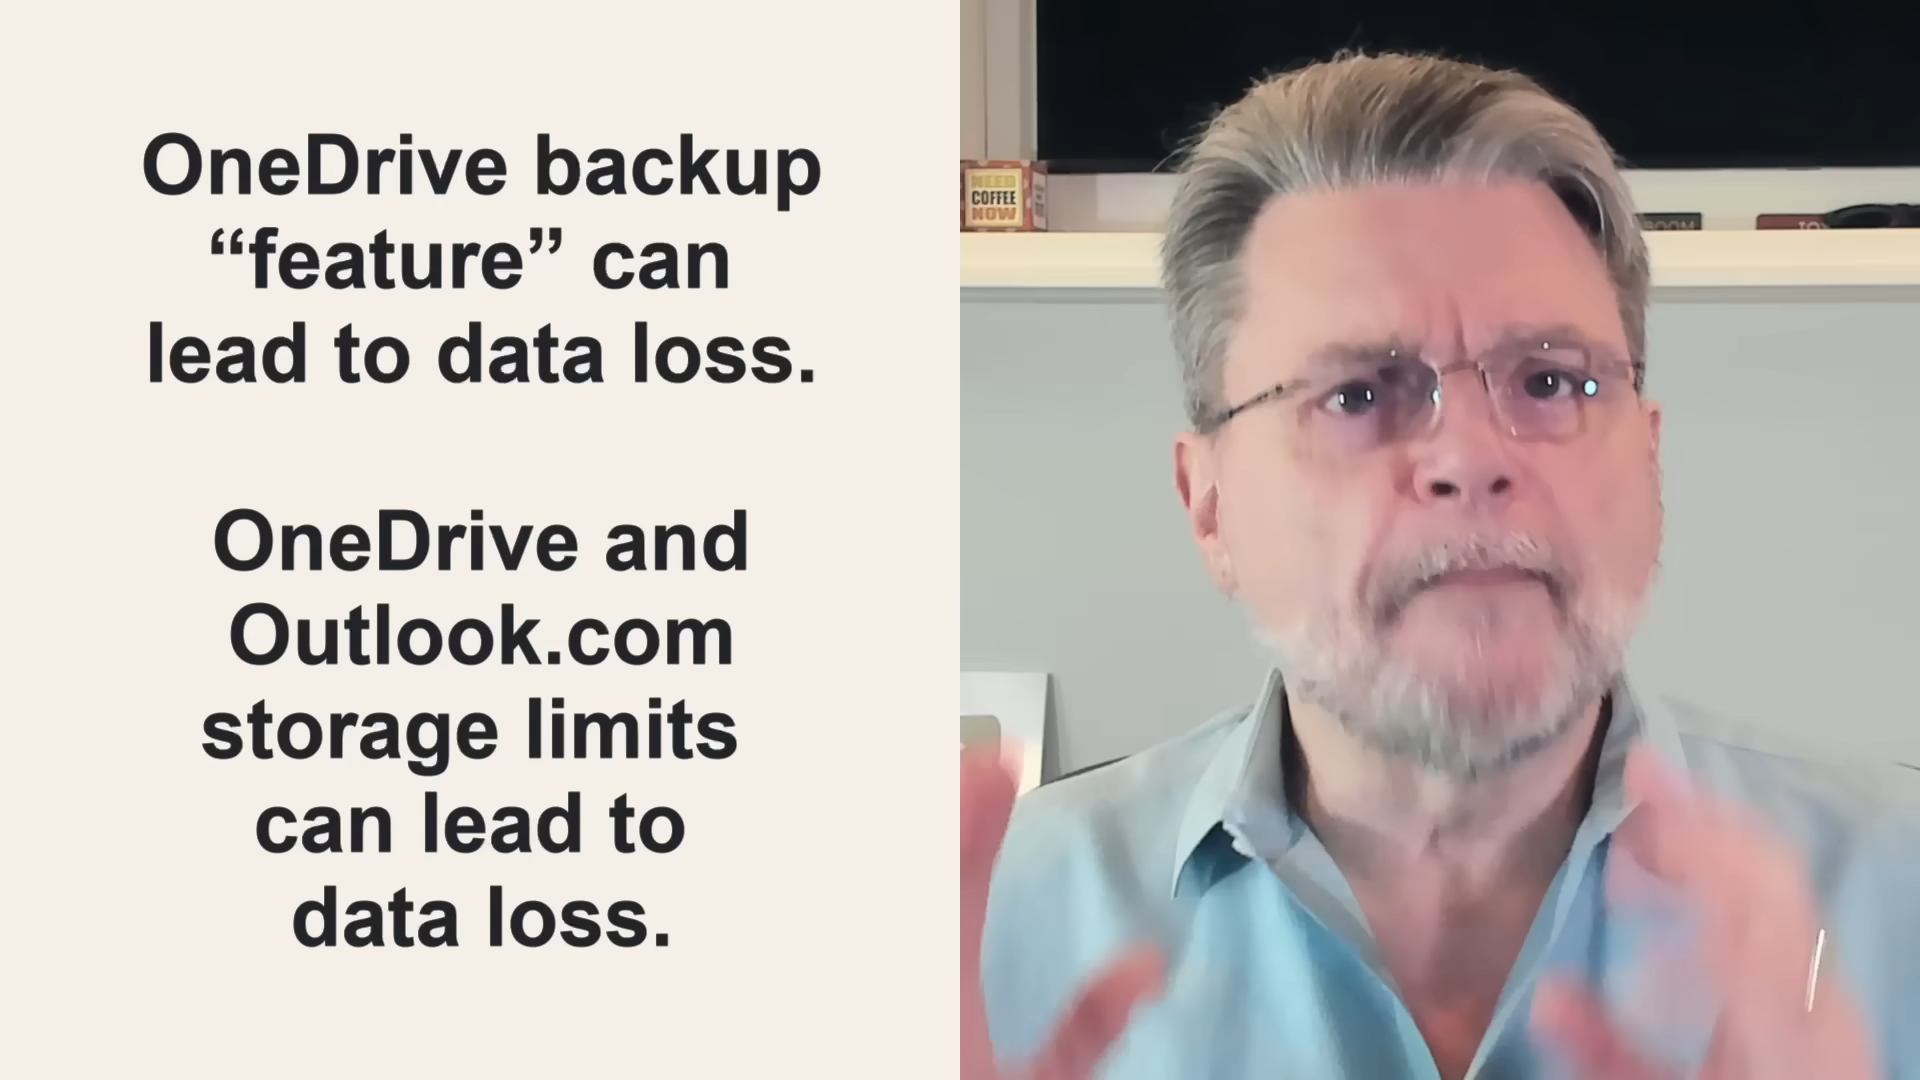 OneDrive backup
“feature” can
lead to data loss.
OneDrive and
Outlook.com
storage limits
can lead to
data loss.
NEED
COFFEE
NOW